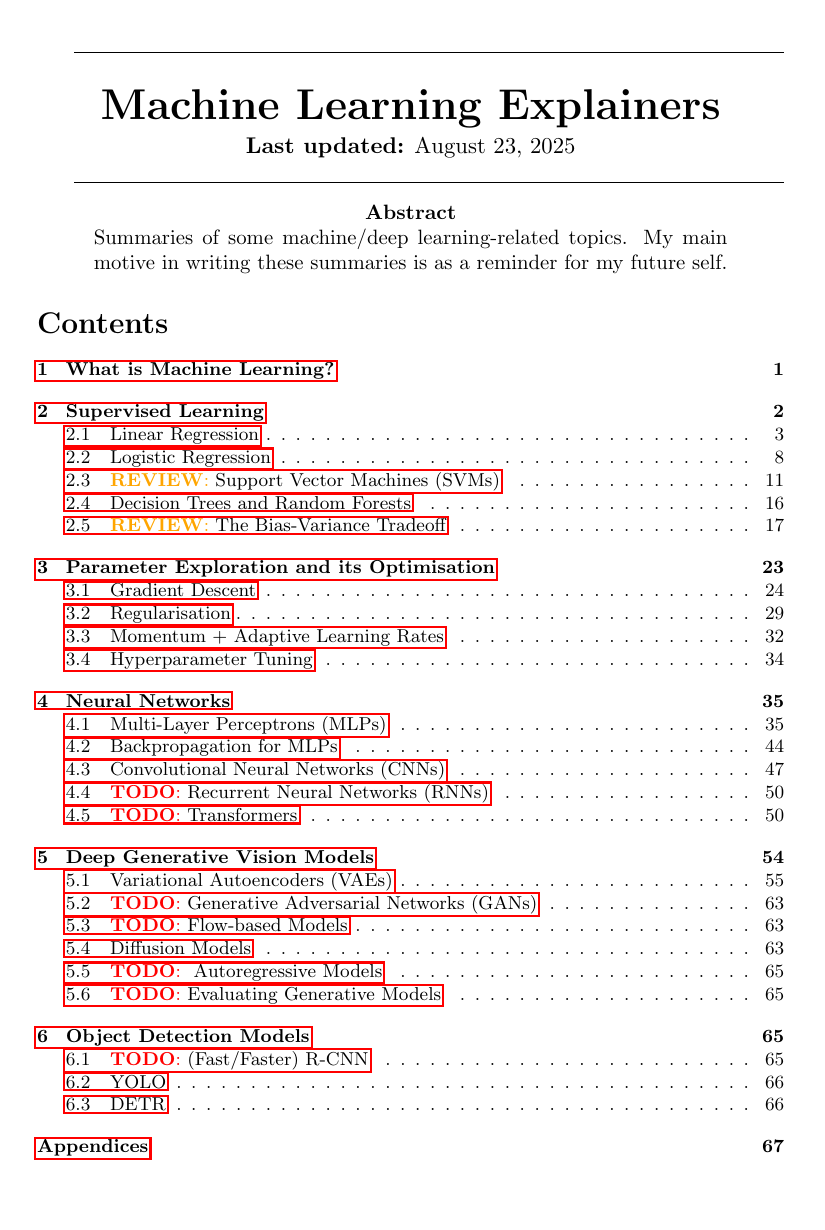 Machine Learning Explainers
Last updated: August 23, 2025
Abstract
Summaries of some machine/deep learning-related topics. My main
motive in writing these summaries is as a reminder for my future self.
Contents
1 What is Machine Learning? 1
2 Supervised Learning 2
2.1 Linear Regression . . . . . . . . . . . . . . . . . . . . . . . . . . . . . . . . . 3
2.2 Logistic Regression . . . . . . . . . . . . . . . . . . . . . . . . . . . . . . . . 8
2.3 REVIEW: Support Vector Machines (SVMs) . . . . . . . . . . . . . . . . 11
2.4 Decision Trees and Random Forests . . . . . . . . . . . . . . . . . . . . . . 16
2.5 REVIEW: The Bias-Variance Tradeoff . . . . . . . . . . . . . . . . . . . . 17
3 Parameter Exploration and its Optimisation 23
3.1 Gradient Descent . . . . . . . . . . . . . . . . . . . . . . . . . . . . . . . . . 24
3.2 Regularisation . . . . . . . . . . . . . . . . . . . . . . . . . . . . . . . . . . . 29
3.3 Momentum + Adaptive Learning Rates . . . . . . . . . . . . . . . . . . . . 32
3.4 Hyperparameter Tuning . . . . . . . . . . . . . . . . . . . . . . . . . . . . . 34
4 Neural Networks 35
4.1 Multi-Layer Perceptrons (MLPs) . . . . . . . . . . . . . . . . . . . . . . . . 35
4.2 Backpropagation for MLPs . . . . . . . . . . . . . . . . . . . . . . . . . . . 44
4.3 Convolutional Neural Networks (CNNs) . . . . . . . . . . . . . . . . . . . . 47
4.4 TODO: Recurrent Neural Networks (RNNs) . . . . . . . . . . . . . . . . . 50
4.5 TODO: Transformers . . . . . . . . . . . . . . . . . . . . . . . . . . . . . . 50
5 Deep Generative Vision Models 54
5.1 Variational Autoencoders (VAEs) . . . . . . . . . . . . . . . . . . . . . . . . 55
5.2 TODO: Generative Adversarial Networks (GANs) . . . . . . . . . . . . . . 63
5.3 TODO: Flow-based Models . . . . . . . . . . . . . . . . . . . . . . . . . . . 63
5.4 Diffusion Models . . . . . . . . . . . . . . . . . . . . . . . . . . . . . . . . . 63
5.5 TODO: Autoregressive Models . . . . . . . . . . . . . . . . . . . . . . . . . 65
5.6 TODO: Evaluating Generative Models . . . . . . . . . . . . . . . . . . . . 65
6 Object Detection Models 65
6.1 TODO: (Fast/Faster) R-CNN . . . . . . . . . . . . . . . . . . . . . . . . . 65
6.2 YOLO . . . . . . . . . . . . . . . . . . . . . . . . . . . . . . . . . . . . . . . 66
6.3 DETR . . . . . . . . . . . . . . . . . . . . . . . . . . . . . . . . . . . . . . . 66
Appendices 67